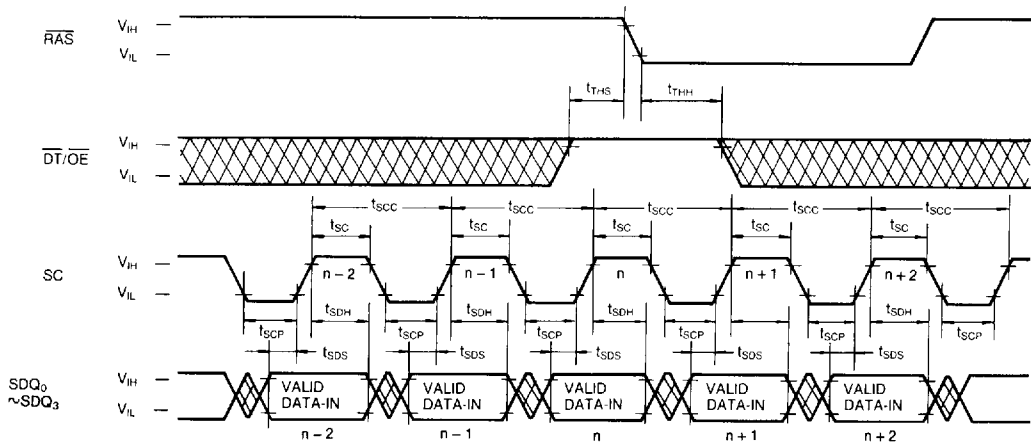 RAS VIH
VIL
tTHS tTHH
DT/OE VIH
VIL
tSCC tSCC tSCC tSCC tSCC
tSC tSC tSC tSC tSC
SC VIH
n-2 n-1 n n+1 n+2
VIL
tSDH tSDH tSDH tSDH
tSCP tSCP tSCP tSCP tSCP tSCP
tSDS tSDS tSDS tSDS tSDS
SDQ0
~SDQ3
VIH
VIL
VALID VALID VALID VALID VALID
DATA-IN DATA-IN DATA-IN DATA-IN DATA-IN
n-2 n-1 n n+1 n+2